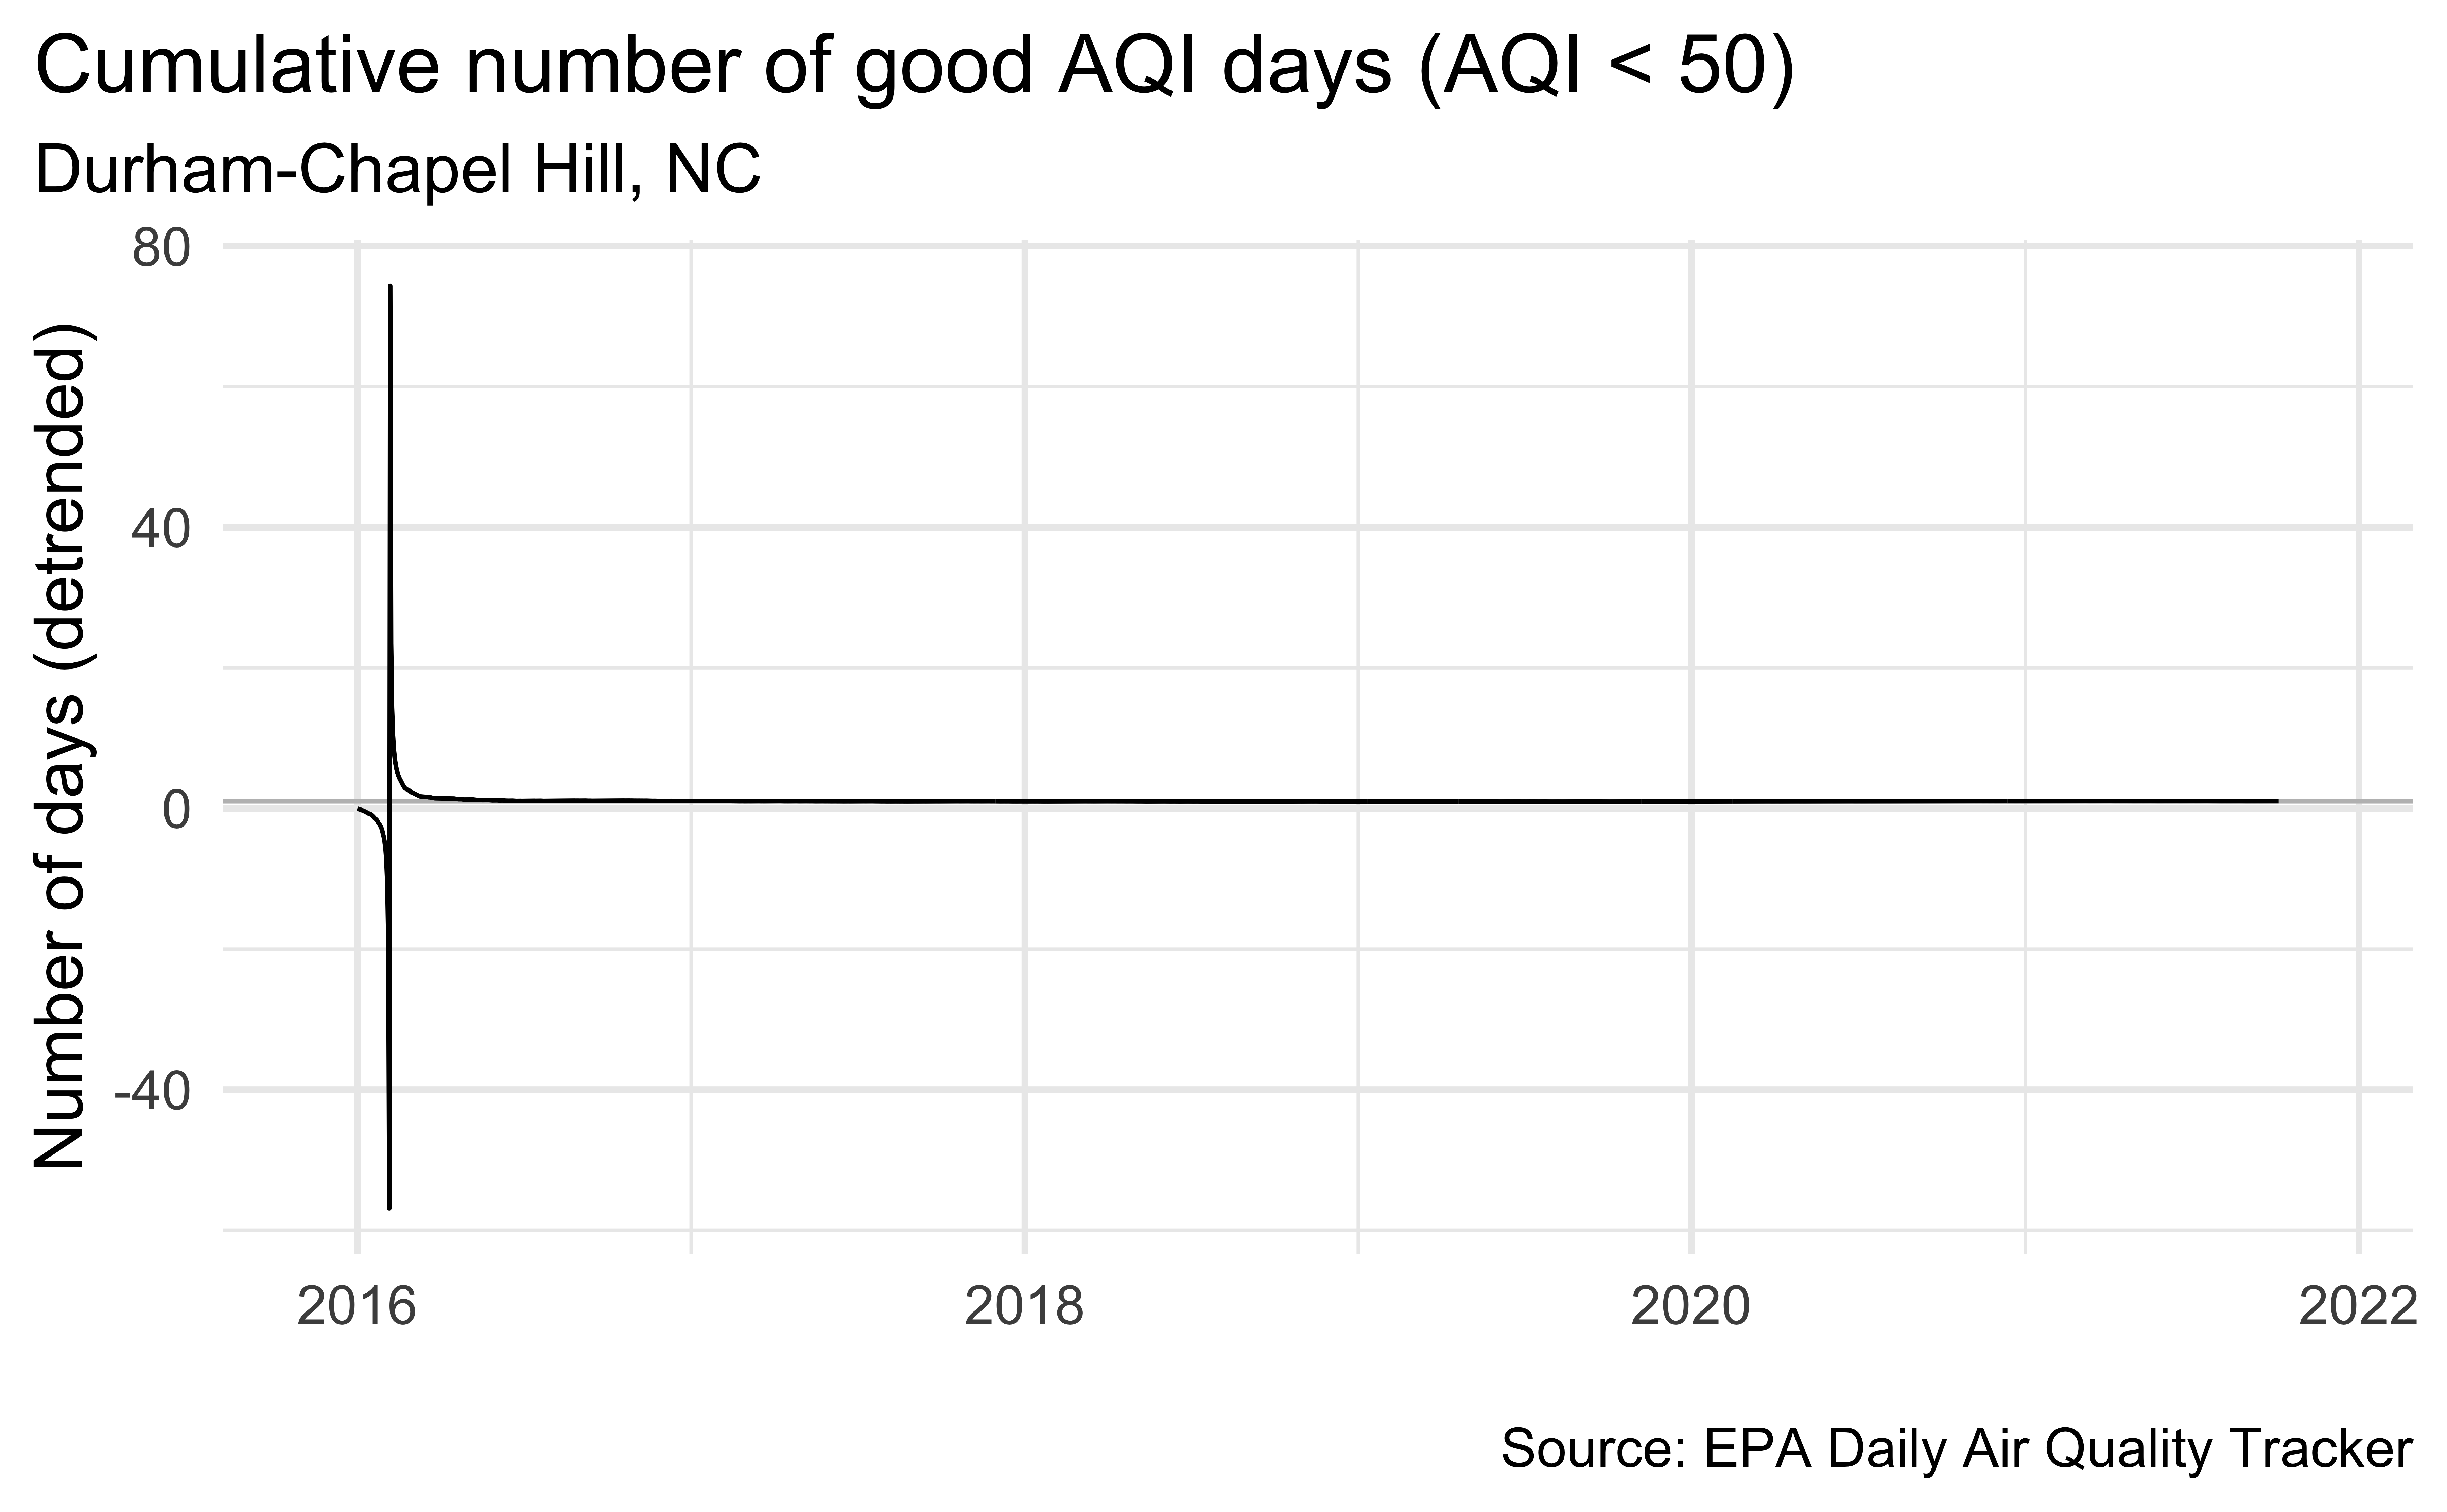 Cumulative number of good AQI days (AQI < 50)
Durham-Chapel Hill, NC
Number of days (detrended)
80
40
0
-40
2016
2018
2020
2022
Source: EPA Daily Air Quality Tracker